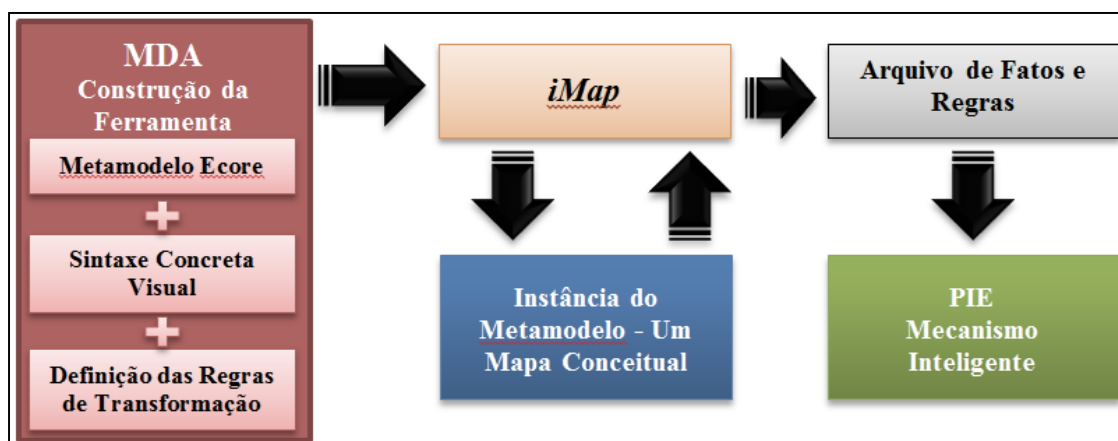 MDA
Construção da
Ferramenta
Metamodelo Ecore
Sintaxe Concreta
Visual
Definição das Regras
de Transformação
iMap
Instância do
Metamodelo - Um
Mapa Conceitual
Arquivo de Fatos e
Regras
PIE
Mecanismo
Inteligente